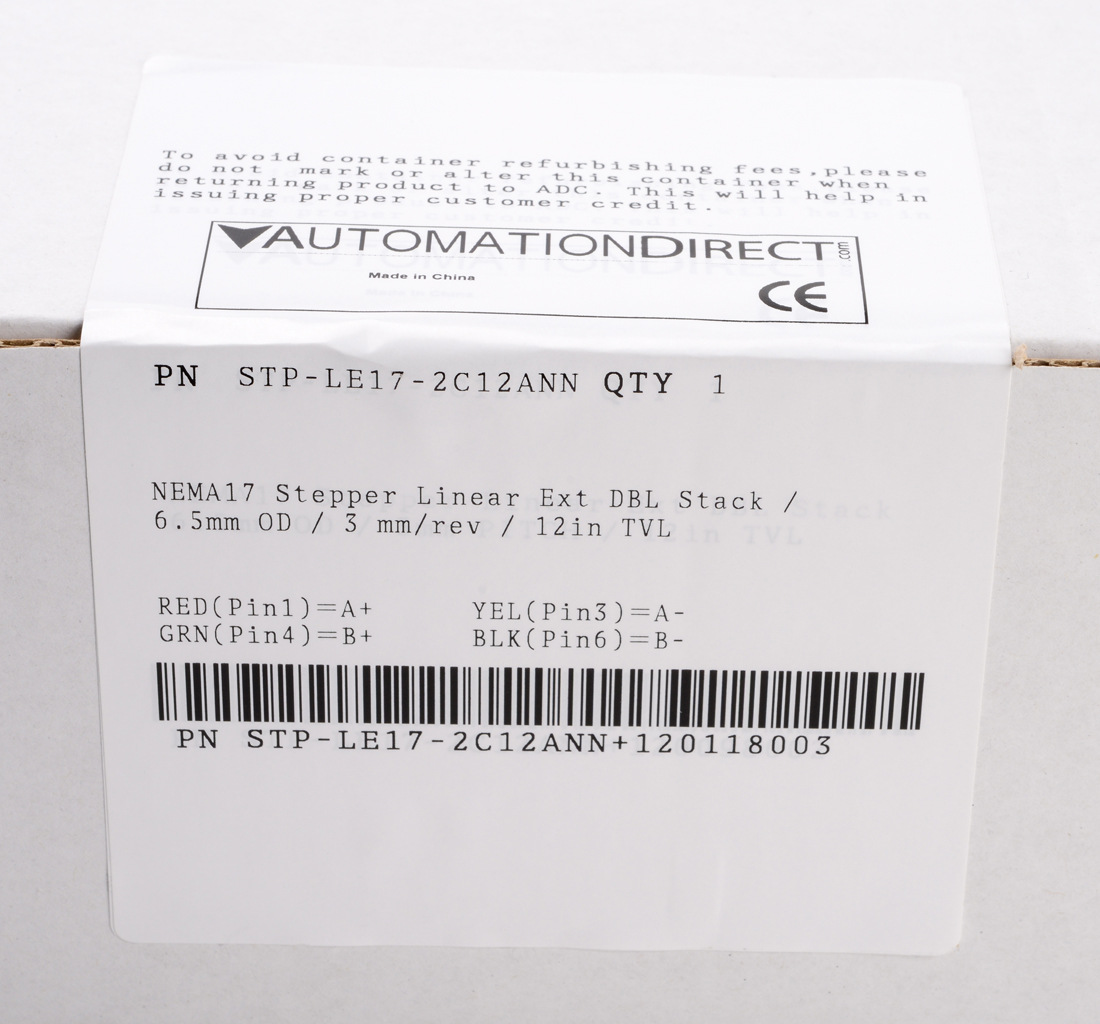 To avoid container refurbishing fees,please
do not mark or alter this container when
returning product to ADC. This will help in
issuing proper customer credit.
AUTOMATIONDIRECT.com
Made in China
CE
PN STP-LE17-2C12ANN QTY 1
NEMA17 Stepper Linear Ext DBL Stack /
6.5mm OD / 3 mm/rev / 12in TVL
RED(Pin1)=A+ YEL(Pin3)=A-
GRN(Pin4)=B+ BLK(Pin6)=B-
PN STP-LE17-2C12ANN+120118003